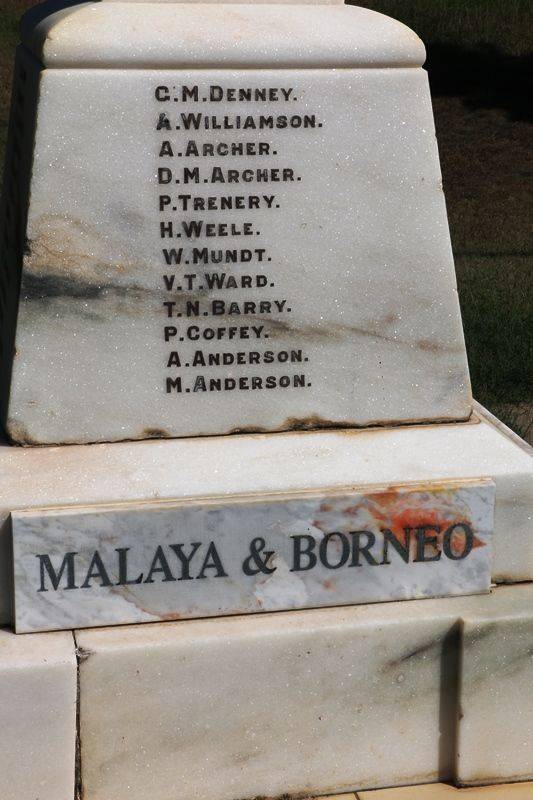 C.M.DENNEY.
A.WILLIAMSON.
A.ARCHER.
D.M.ARCHER.
P.TRENERY.
H.WEELE.
W.MUNDT.
V.T.WARD.
T.N.BARRY.
P.COFFEY.
A.ANDERSON.
M.ANDERSON.
MALAYA & BORNEO